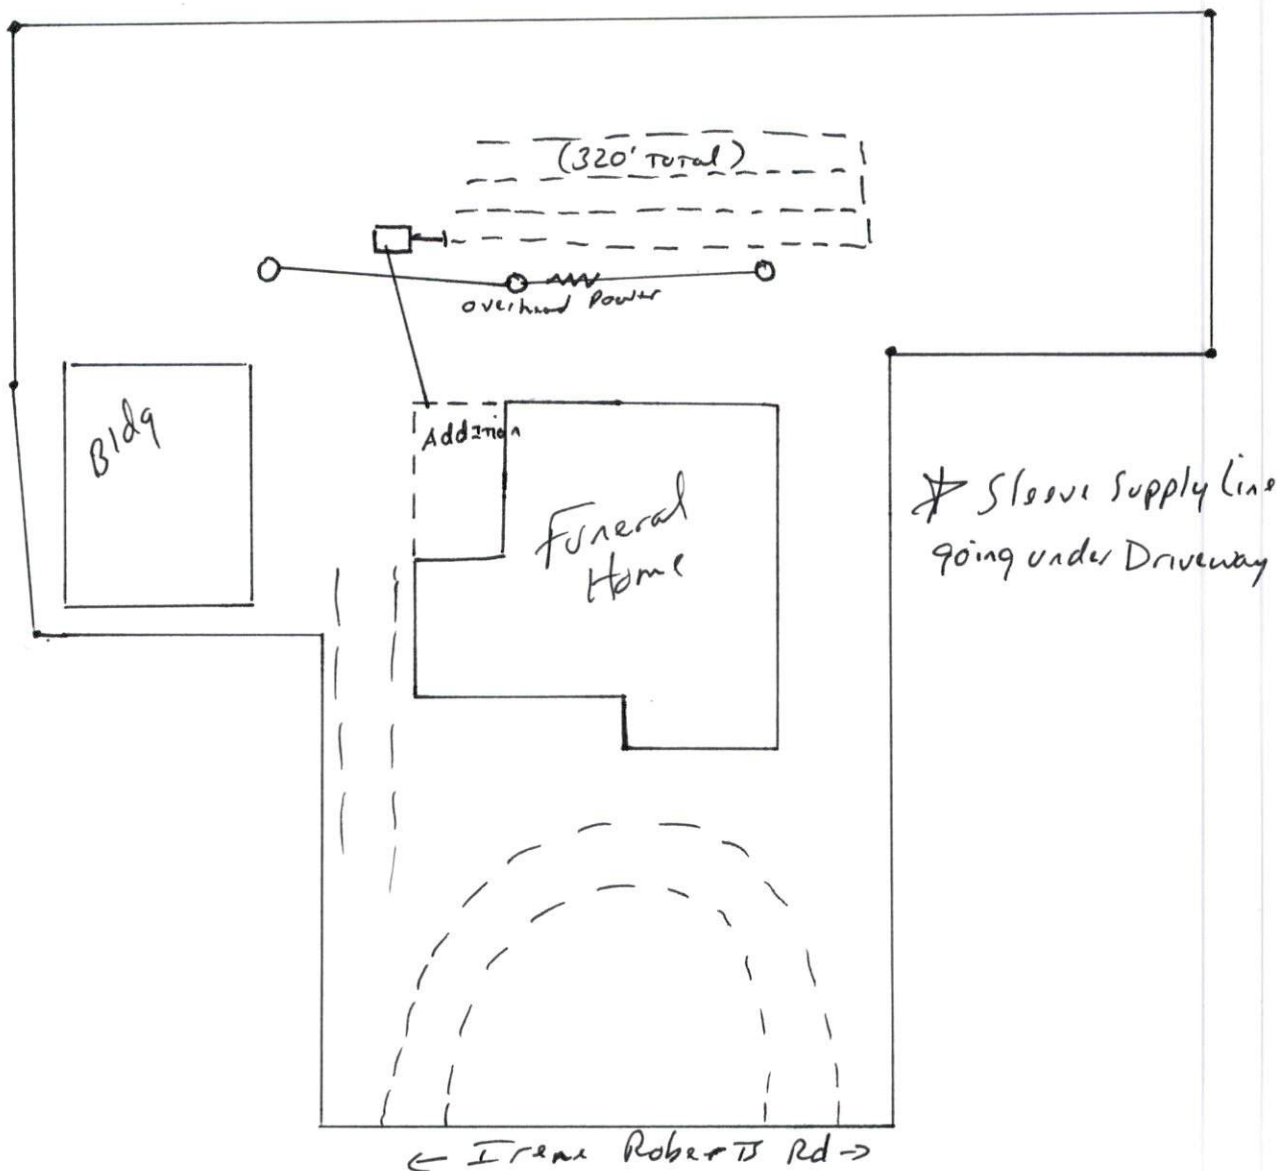 (320' Total)
overhead Power
Bldg
Addition
Funeral
Home
* Sleeve Supply Line
going under Driveway
← Irene Roberts Rd →